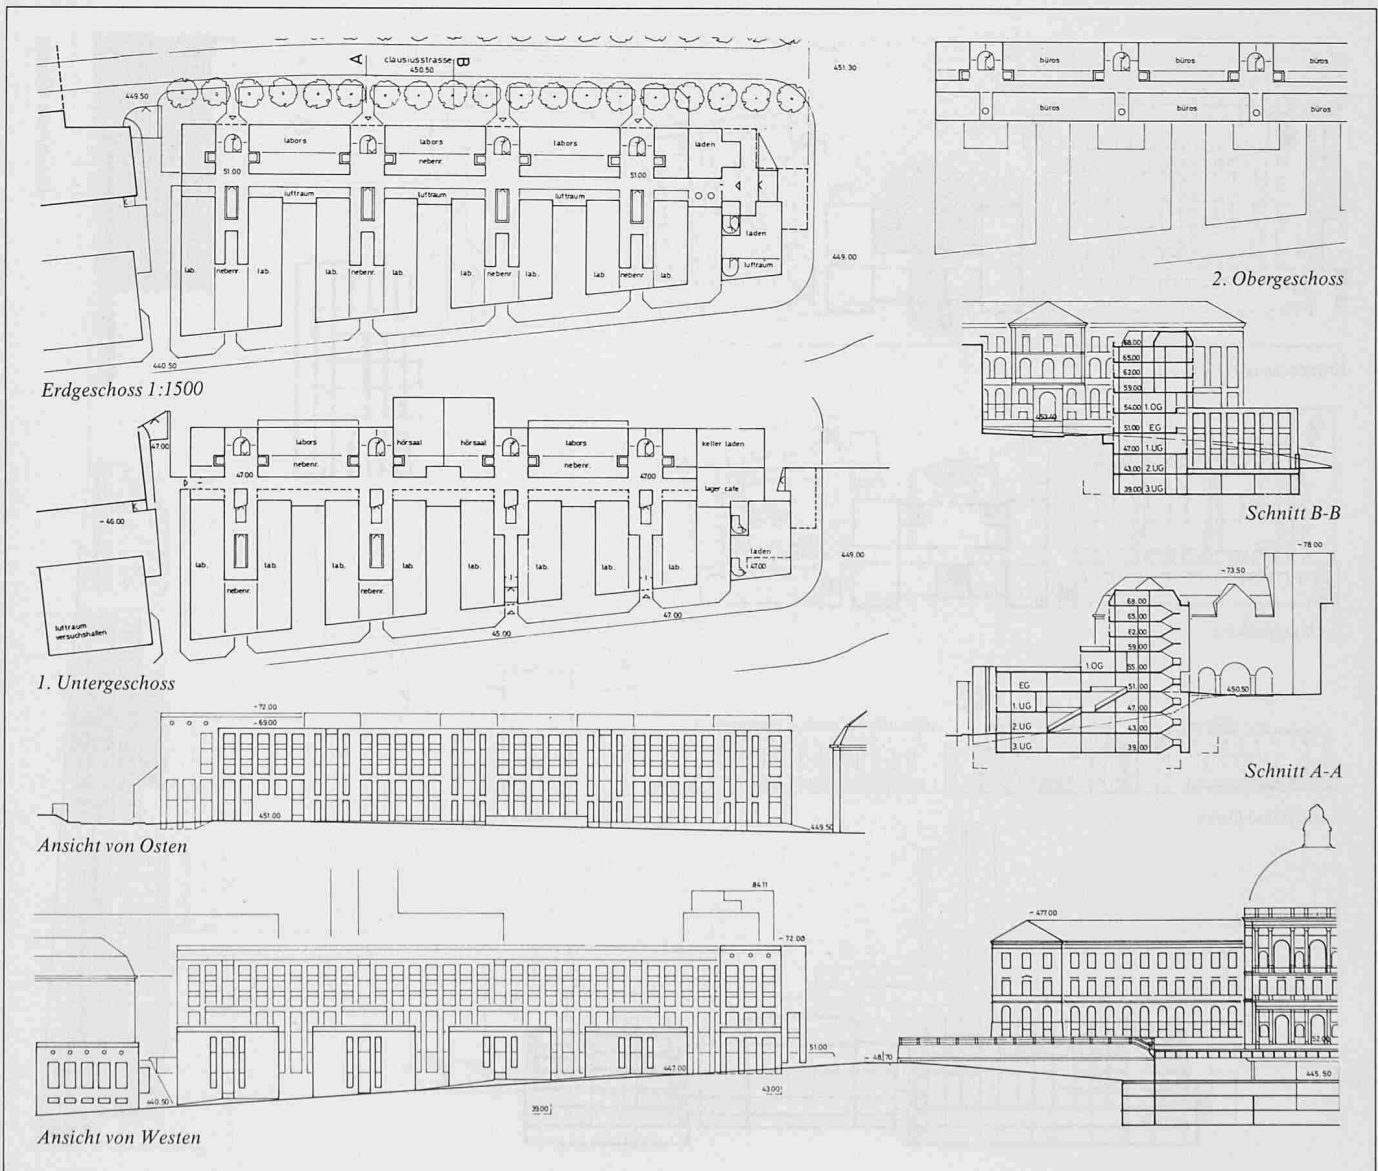 A clausiusstrasse B
450.50
451.30
449.50
labors labors labors laden
nebenr.
51.00 51.00
luftraum luftraum luftraum
laden
lab. nebenr. lab. lab. nebenr. lab. lab. nebenr. lab. lab. nebenr. lab.
luftraum
449.00
440.50
Erdgeschoss 1:1500
büros büros büros
büros büros büros
2. Obergeschoss
47.00
labors hörsaal hörsaal labors keller laden
nebenr. nebenr.
47.00 47.00
lager cafe
-46.00
laden
47.00
449.00
lab. lab. lab. lab. lab. lab. lab. lab.
nebenr. nebenr.
luftraum
versuchshallen
45.00
47.00
1. Untergeschoss
68.00
65.00
62.00
59.00
54.00 1.OG
453.40
51.00 EG
47.00 1.UG
43.00 2.UG
39.00 3.UG
Schnitt B-B
-78.00
-73.50
68.00
65.00
62.00
59.00
1.OG 55.00
EG 51.00
450.50
1.UG 47.00
2.UG 43.00
3.UG 39.00
Schnitt A-A
-72.00
-69.00
451.00
449.50
Ansicht von Osten
84.11
-72.00
51.00
447.00
43.00
440.50
39.00
-48.70
-477.00
52.00
445.50
Ansicht von Westen